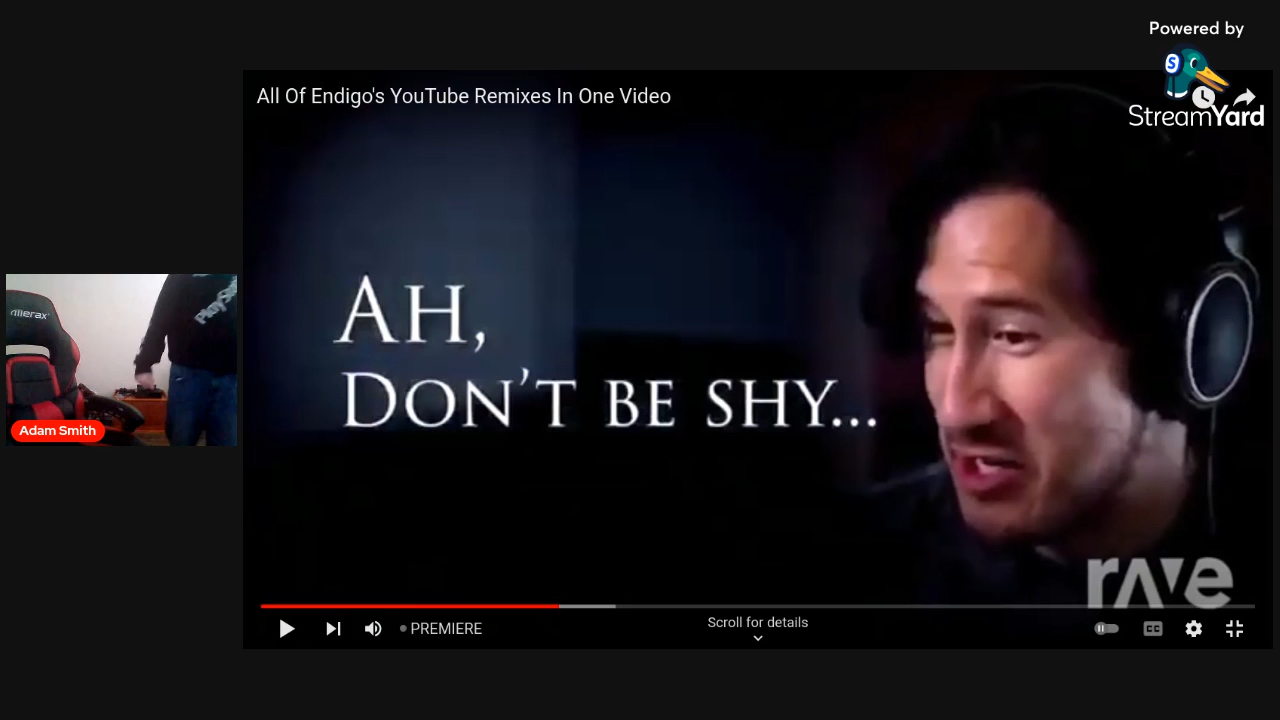 Powered by
StreamYard
All Of Endigo's YouTube Remixes In One Video
AH,
DON'T BE SHY...
Adam Smith
rave
PREMIERE
Scroll for details
CC